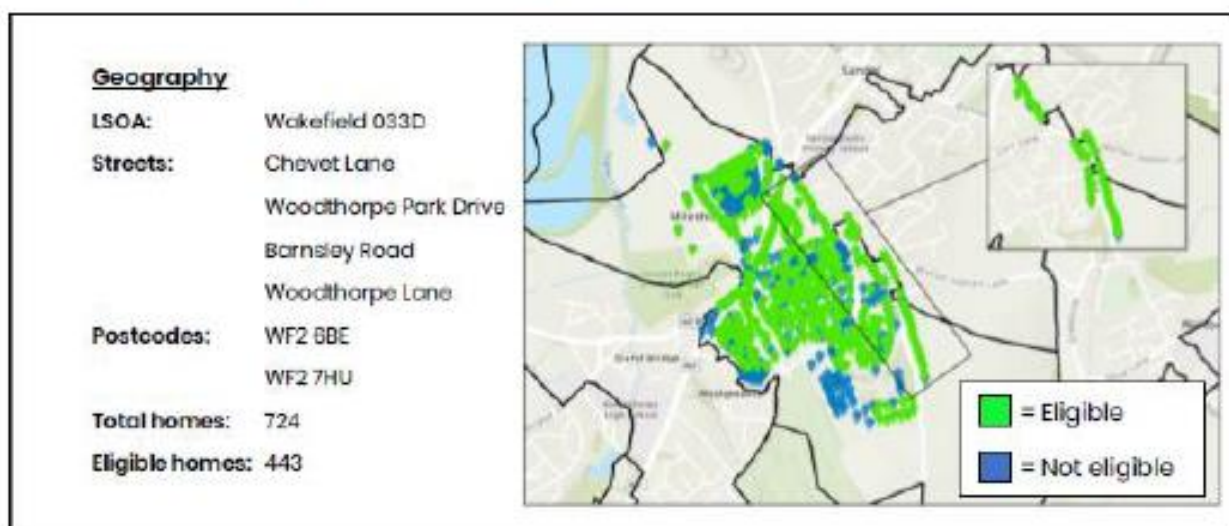 Geography
LSOA: Wakefield 033D
Streets: Chevet Lane
Woodthorpe Park Drive
Barnsley Road
Woodthorpe Lane
Postcodes: WF2 6BE
WF2 7HU
Total homes: 724
Eligible homes: 443
Sandal
= Eligible
= Not eligible